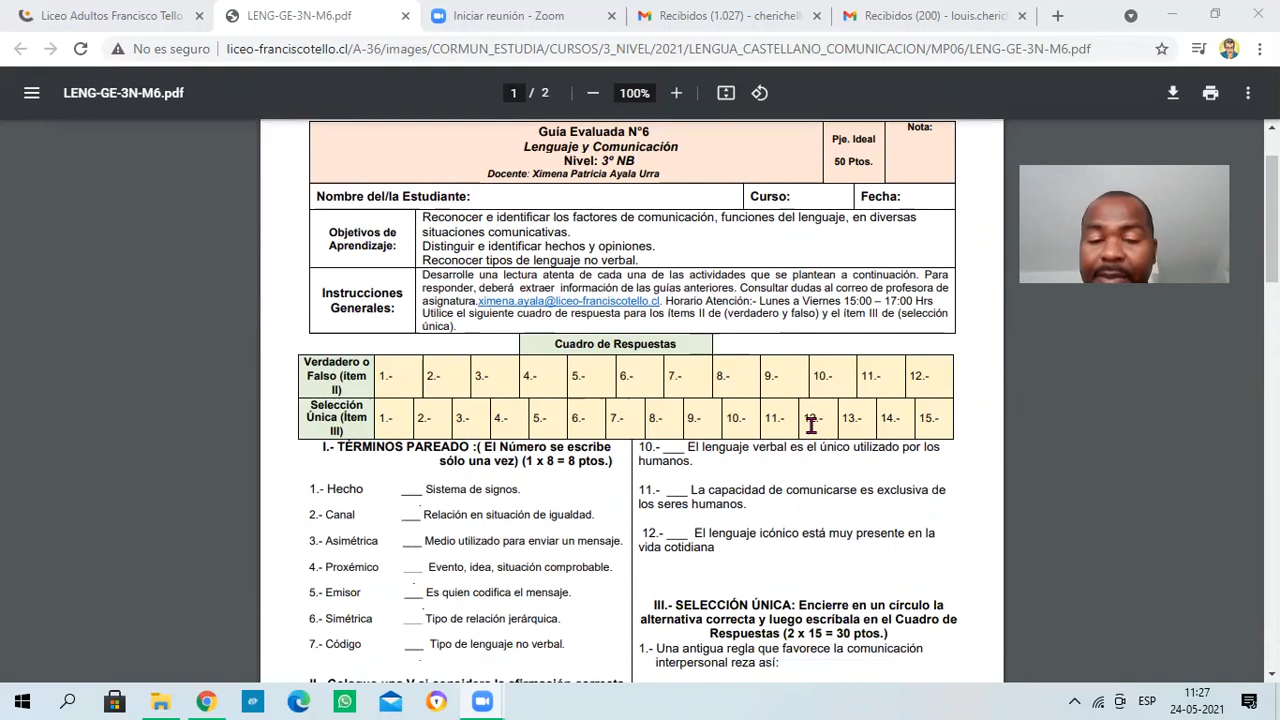 Liceo Adultos Francisco Tello
LENG-GE-3N-M6.pdf
Iniciar reunión - Zoom
Recibidos (1.027) - cherichell
Recibidos (200) - louis.cheric
No es seguro
liceo-franciscotello.cl/A-36/images/CORMUN_ESTUDIA/CURSOS/3_NIVEL/2021/LENGUA_CASTELLANO_COMUNICACION/MP06/LENG-GE-3N-M6.pdf
LENG-GE-3N-M6.pdf
1 / 2
100%
Guía Evaluada N°6
Lenguaje y Comunicación
Nivel: 3º NB
Docente: Ximena Patricia Ayala Urra
Pje. Ideal
50 Ptos.
Nota:
Nombre del/la Estudiante:
Curso:
Fecha:
Objetivos de
Aprendizaje:
Reconocer e identificar los factores de comunicación, funciones del lenguaje, en diversas
situaciones comunicativas.
Distinguir e identificar hechos y opiniones.
Reconocer tipos de lenguaje no verbal.
Instrucciones
Generales:
Desarrolle una lectura atenta de cada una de las actividades que se plantean a continuación. Para
responder, deberá extraer información de las guías anteriores. Consultar dudas al correo de profesora de
asignatura.ximena.ayala@liceo-franciscotello.cl. Horario Atención:- Lunes a Viernes 15:00 – 17:00 Hrs
Utilice el siguiente cuadro de respuesta para los ítems II de (verdadero y falso) y el ítem III de (selección
única).
Cuadro de Respuestas
Verdadero o
Falso (ítem
II)
1.- 2.- 3.- 4.- 5.- 6.- 7.- 8.- 9.- 10.- 11.- 12.-
Selección
Única (Ítem
III)
1.- 2.- 3.- 4.- 5.- 6.- 7.- 8.- 9.- 10.- 11.- 12.- 13.- 14.- 15.-
I.- TÉRMINOS PAREADO :( El Número se escribe
sólo una vez) (1 x 8 = 8 ptos.)
1.- Hecho ___ Sistema de signos.
2.- Canal ___ Relación en situación de igualdad.
3.- Asimétrica ___ Medio utilizado para enviar un mensaje.
4.- Proxémico ___ Evento, idea, situación comprobable.
5.- Emisor ___ Es quien codifica el mensaje.
6.- Simétrica ___ Tipo de relación jerárquica.
7.- Código ___ Tipo de lenguaje no verbal.
II.- Coloque una V si considera la afirmación correcta
10.- ___ El lenguaje verbal es el único utilizado por los
humanos.
11.- ___ La capacidad de comunicarse es exclusiva de
los seres humanos.
12.- ___ El lenguaje icónico está muy presente en la
vida cotidiana
III.- SELECCIÓN ÚNICA: Encierre en un círculo la
alternativa correcta y luego escríbala en el Cuadro de
Respuestas (2 x 15 = 30 ptos.)
1.- Una antigua regla que favorece la comunicación
interpersonal reza así:
ESP
11:27
24-05-2021